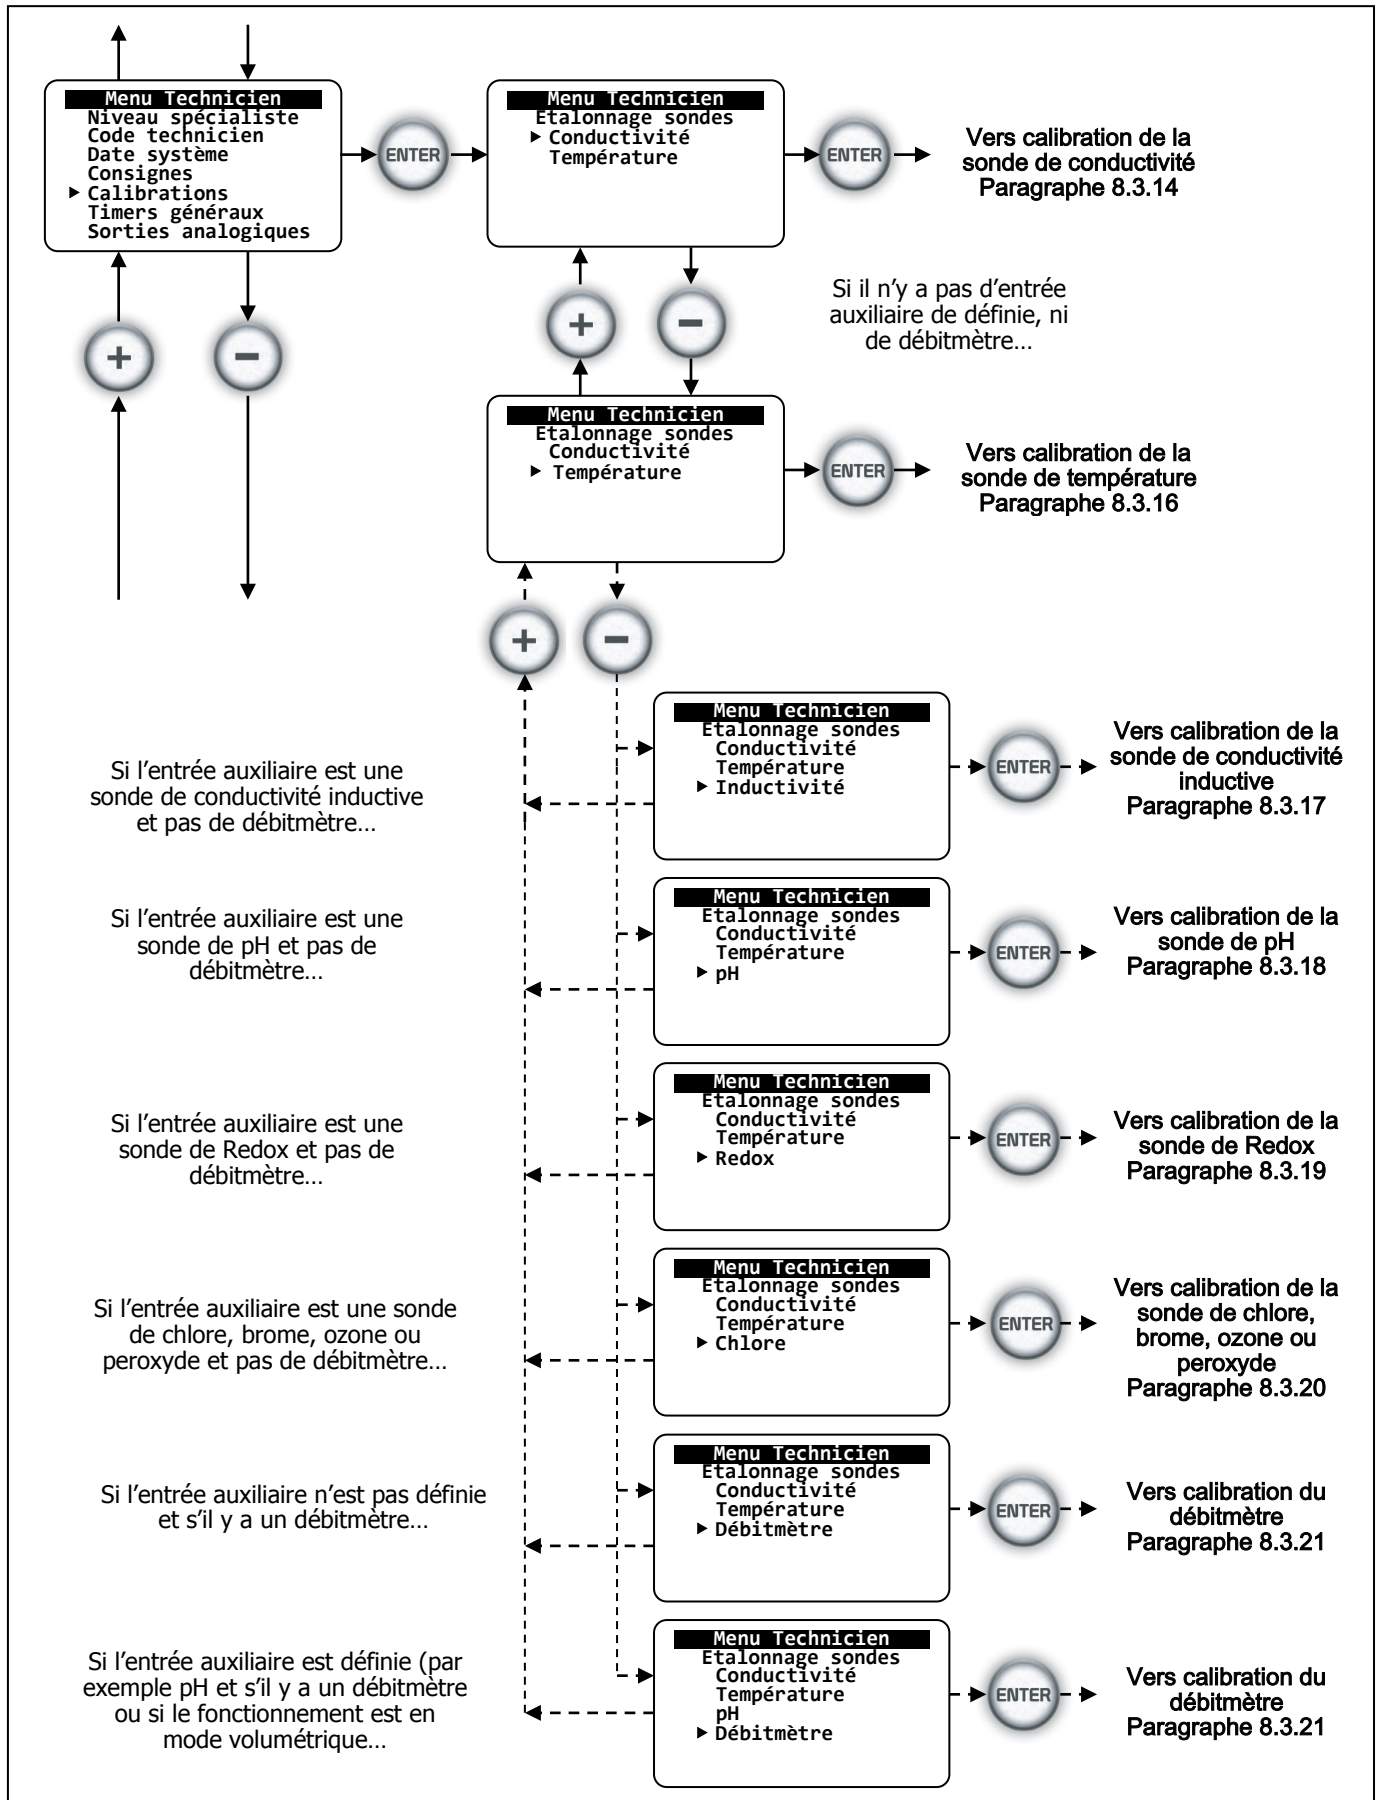 Menu Technicien
Niveau spécialiste
Code technicien
Date système
Consignes
▶ Calibrations
Timers généraux
Sorties analogiques
ENTER
Menu Technicien
Etalonnage sondes
▶ Conductivité
Température
ENTER
Vers calibration de la
sonde de conductivité
Paragraphe 8.3.14
+
−
+
−
Si il n’y a pas d’entrée
auxiliaire de définie, ni
de débitmètre…
Menu Technicien
Etalonnage sondes
Conductivité
▶ Température
ENTER
Vers calibration de la
sonde de température
Paragraphe 8.3.16
+
−
Si l’entrée auxiliaire est une
sonde de conductivité inductive
et pas de débitmètre…
Menu Technicien
Etalonnage sondes
Conductivité
Température
▶ Inductivité
ENTER
Vers calibration de la
sonde de conductivité
inductive
Paragraphe 8.3.17
Si l’entrée auxiliaire est une
sonde de pH et pas de
débitmètre…
Menu Technicien
Etalonnage sondes
Conductivité
Température
▶ pH
ENTER
Vers calibration de la
sonde de pH
Paragraphe 8.3.18
Si l’entrée auxiliaire est une
sonde de Redox et pas de
débitmètre…
Menu Technicien
Etalonnage sondes
Conductivité
Température
▶ Redox
ENTER
Vers calibration de la
sonde de Redox
Paragraphe 8.3.19
Si l’entrée auxiliaire est une sonde
de chlore, brome, ozone ou
peroxyde et pas de débitmètre…
Menu Technicien
Etalonnage sondes
Conductivité
Température
▶ Chlore
ENTER
Vers calibration de la
sonde de chlore,
brome, ozone ou
peroxyde
Paragraphe 8.3.20
Si l’entrée auxiliaire n’est pas définie
et s’il y a un débitmètre…
Menu Technicien
Etalonnage sondes
Conductivité
Température
▶ Débitmètre
ENTER
Vers calibration du
débitmètre
Paragraphe 8.3.21
Si l’entrée auxiliaire est définie (par
exemple pH et s’il y a un débitmètre
ou si le fonctionnement est en
mode volumétrique…
Menu Technicien
Etalonnage sondes
Conductivité
Température
pH
▶ Débitmètre
ENTER
Vers calibration du
débitmètre
Paragraphe 8.3.21